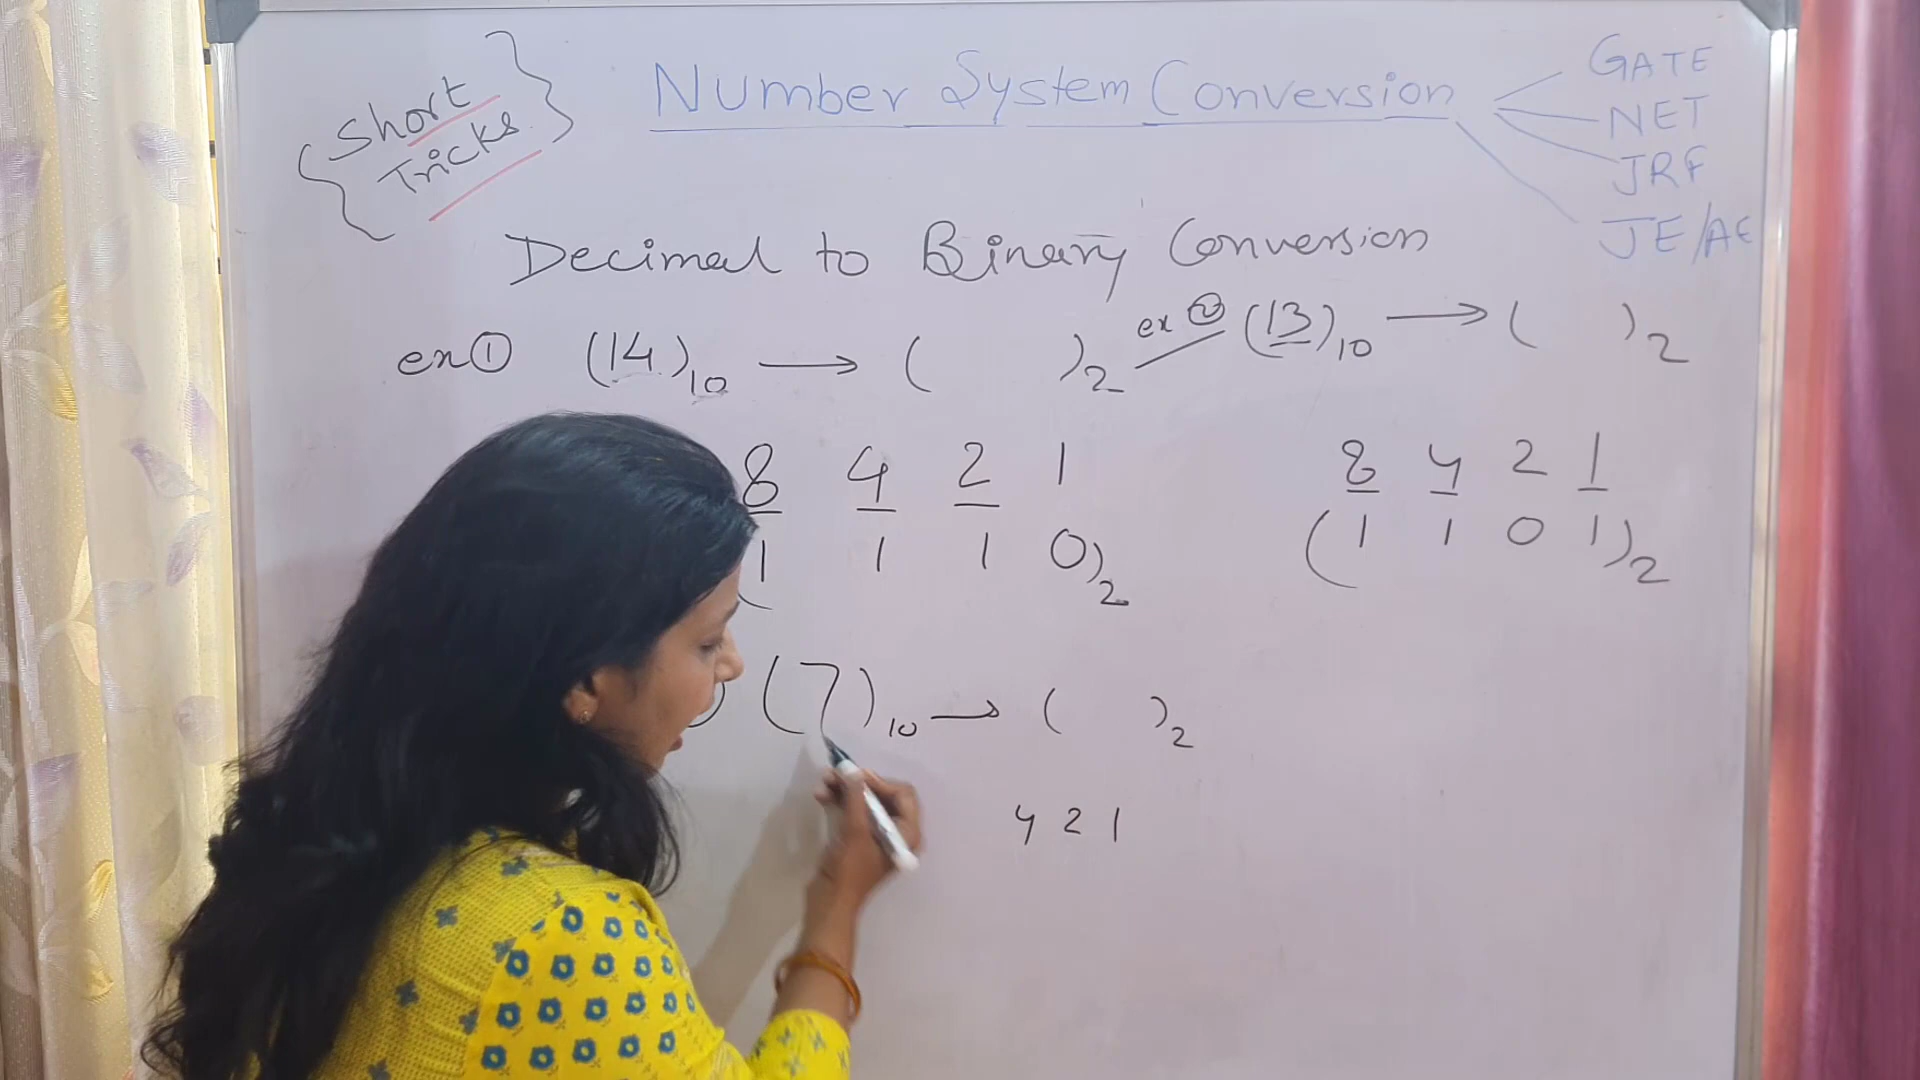 Short
Tricks
Number System Conversion
GATE
NET
JRF
JE/AE
Decimal to Binary Conversion
ex① (14)10 → ( )2
ex② (13)10 → ( )2
8 4 2 1
(1 1 1 0)2
8 4 2 1
(1 1 0 1)2
(7)10 → ( )2
4 2 1